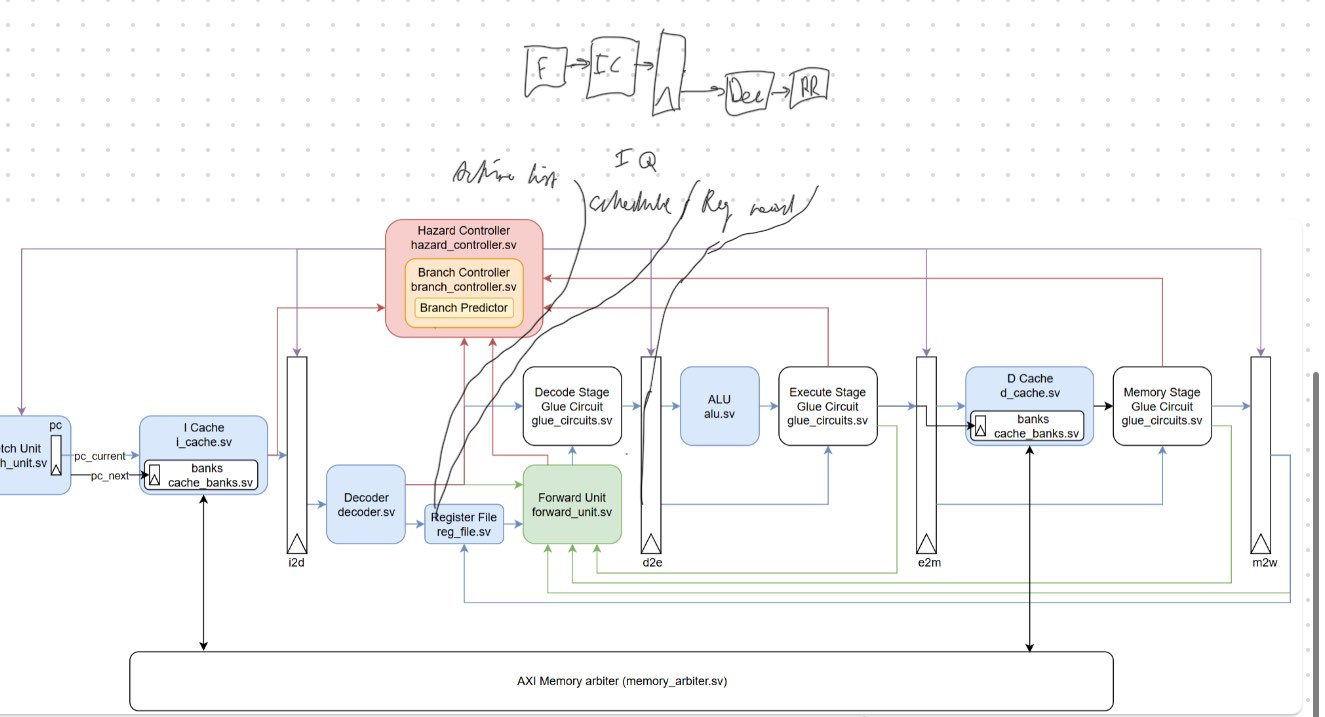 F IC Dec RR
Active list
IQ
schedule
Reg read
Hazard Controller
hazard_controller.sv
Branch Controller
branch_controller.sv
Branch Predictor
pc
tch Unit
h_unit.sv
pc_current
pc_next
I Cache
i_cache.sv
banks
cache_banks.sv
i2d
Decoder
decoder.sv
Register File
reg_file.sv
Decode Stage
Glue Circuit
glue_circuits.sv
Forward Unit
forward_unit.sv
d2e
ALU
alu.sv
Execute Stage
Glue Circuit
glue_circuits.sv
e2m
D Cache
d_cache.sv
banks
cache_banks.sv
Memory Stage
Glue Circuit
glue_circuits.sv
m2w
AXI Memory arbiter (memory_arbiter.sv)